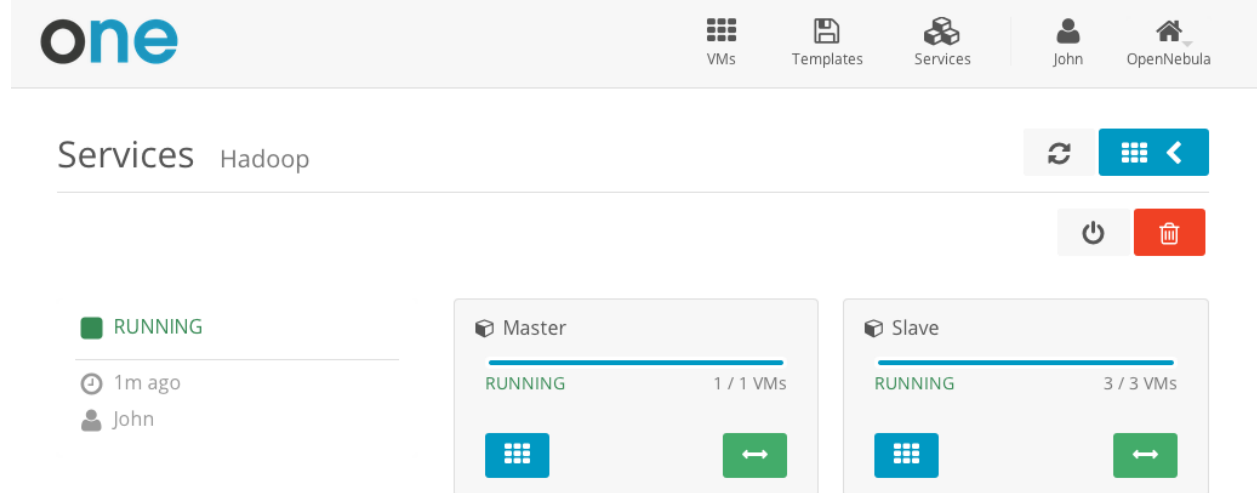 one
VMs
Templates
Services
John
OpenNebula
Services Hadoop
RUNNING
1m ago
John
Master
RUNNING 1 / 1 VMs
Slave
RUNNING 3 / 3 VMs